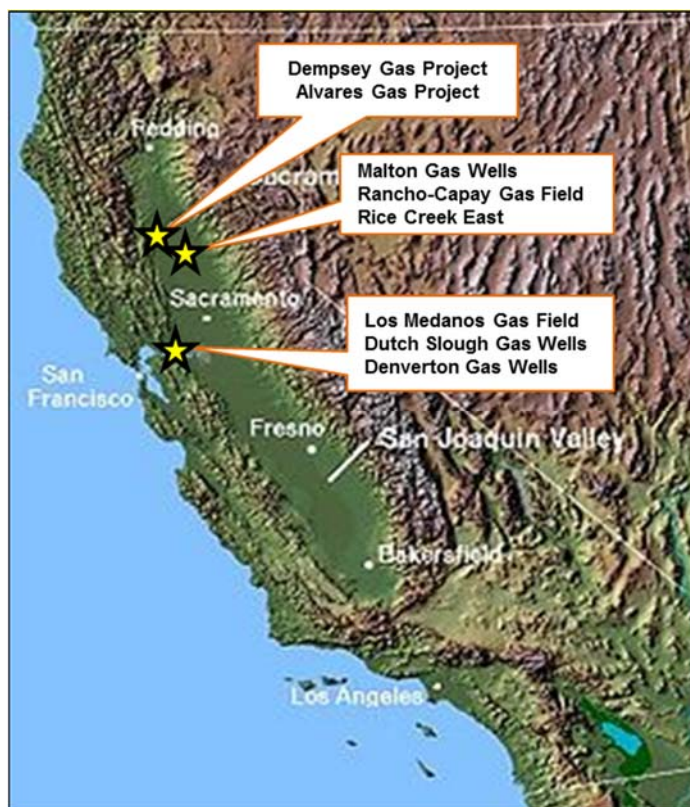 Dempsey Gas Project
Alvares Gas Project
Redding
Malton Gas Wells
Rancho-Capay Gas Field
Rice Creek East
Sacram
Sacramento
Los Medanos Gas Field
Dutch Slough Gas Wells
Denverton Gas Wells
San
Francisco
Fresno
San Joaquin Valley
Bakersfield
Los Angeles